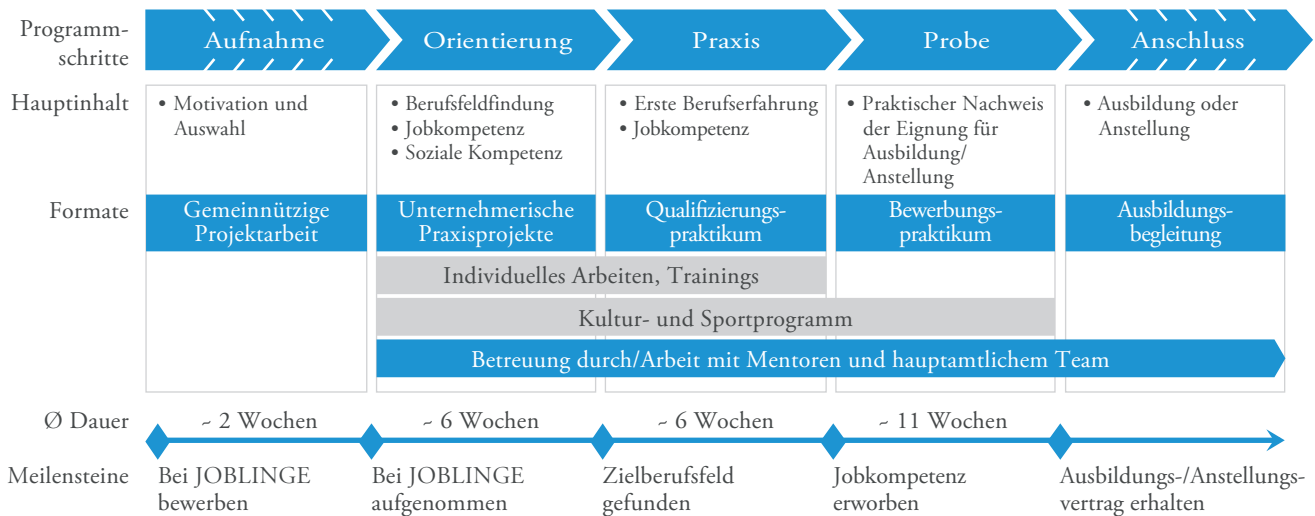 Programm-
schritte
Aufnahme
Orientierung
Praxis
Probe
Anschluss
Hauptinhalt
• Motivation und
Auswahl
• Berufsfeldfindung
• Jobkompetenz
• Soziale Kompetenz
• Erste Berufserfahrung
• Jobkompetenz
• Praktischer Nachweis
der Eignung für
Ausbildung/
Anstellung
• Ausbildung oder
Anstellung
Formate
Gemeinnützige
Projektarbeit
Unternehmerische
Praxisprojekte
Qualifizierungs-
praktikum
Bewerbungs-
praktikum
Ausbildungs-
begleitung
Individuelles Arbeiten, Trainings
Kultur- und Sportprogramm
Betreuung durch/Arbeit mit Mentoren und hauptamtlichem Team
Ø Dauer
~ 2 Wochen
~ 6 Wochen
~ 6 Wochen
~ 11 Wochen
Meilensteine
Bei JOBLINGE
bewerben
Bei JOBLINGE
aufgenommen
Zielberufsfeld
gefunden
Jobkompetenz
erworben
Ausbildungs-/Anstellungs-
vertrag erhalten